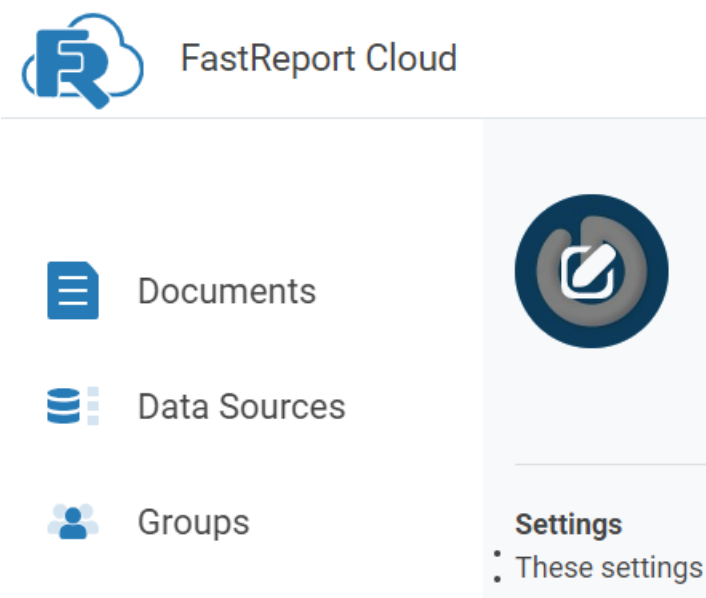 FastReport Cloud
Documents
Data Sources
Groups
Settings
These settings